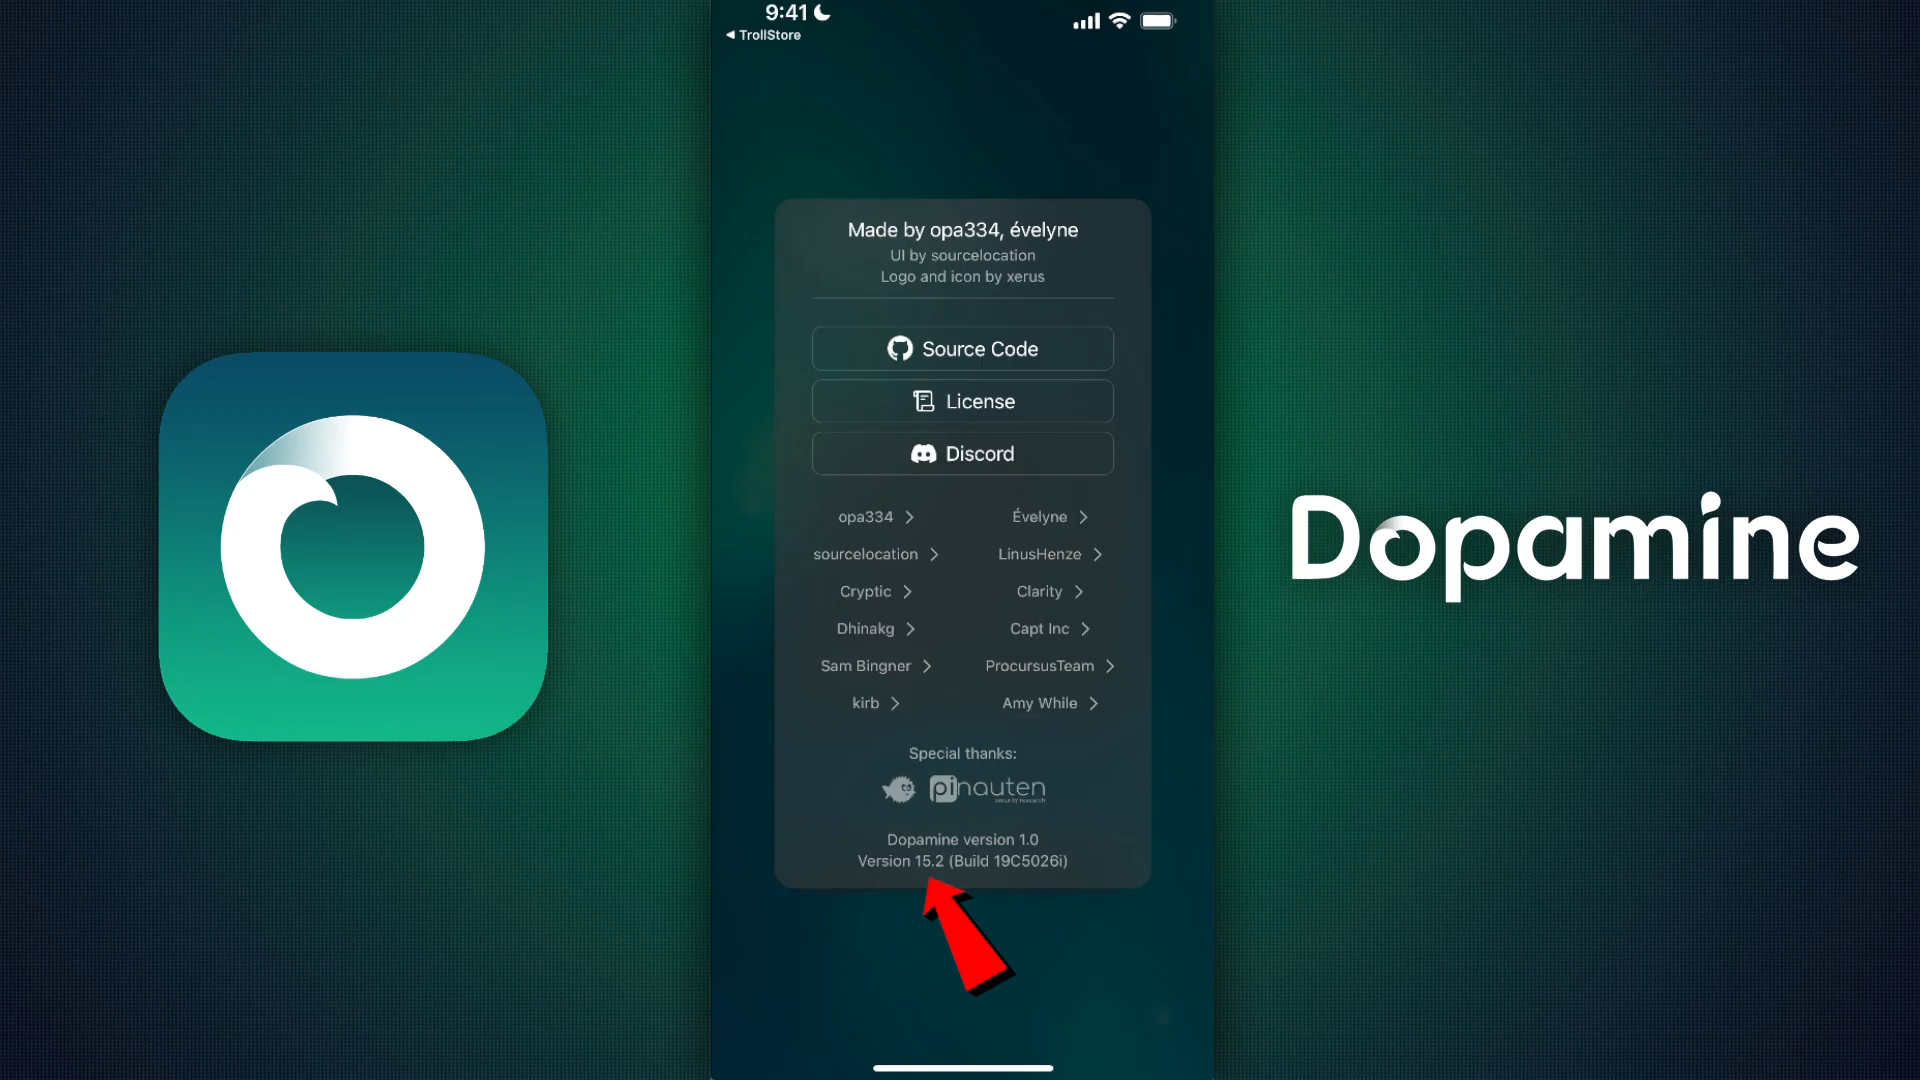 9:41
◀ TrollStore
Made by opa334, évelyne
UI by sourcelocation
Logo and icon by xerus
Source Code
License
Discord
opa334 >
Évelyne >
sourcelocation >
LinusHenze >
Cryptic >
Clarity >
Dhinakg >
Capt Inc >
Sam Bingner >
ProcursusTeam >
kirb >
Amy While >
Special thanks:
pinauten
security research
Dopamine version 1.0
Version 15.2 (Build 19C5026i)
Dopamine